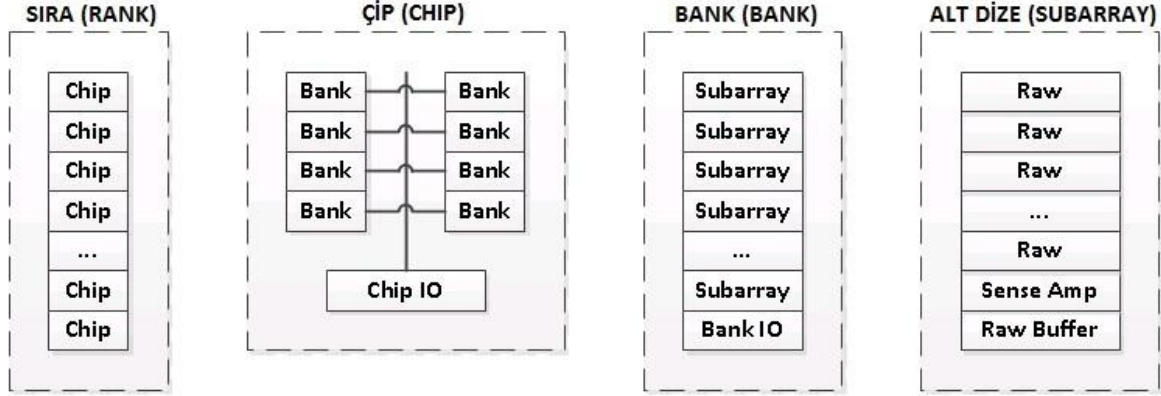 SIRA (RANK)
Chip
Chip
Chip
Chip
...
Chip
Chip
ÇİP (CHIP)
Bank Bank
Bank Bank
Bank Bank
Bank Bank
Chip IO
BANK (BANK)
Subarray
Subarray
Subarray
Subarray
...
Subarray
Bank IO
ALT DİZE (SUBARRAY)
Raw
Raw
Raw
...
Raw
Sense Amp
Raw Buffer